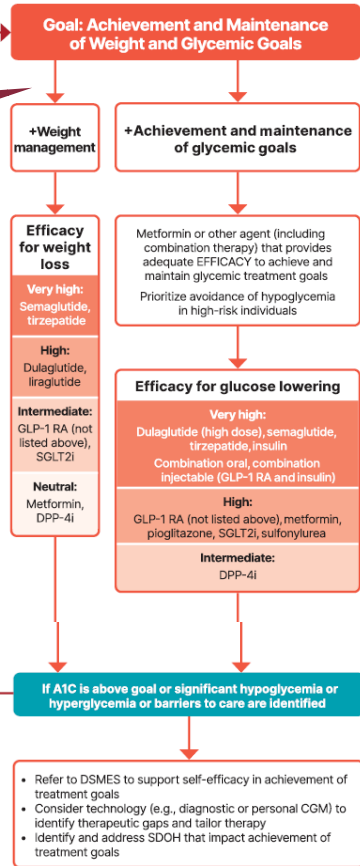 Goal: Achievement and Maintenance
of Weight and Glycemic Goals
+Weight
management
Efficacy
for weight
loss
Very high:
Semaglutide,
tirzepatide
High:
Dulaglutide,
liraglutide
Intermediate:
GLP-1 RA (not
listed above),
SGLT2i
Neutral:
Metformin,
DPP-4i
+Achievement and maintenance
of glycemic goals
Metformin or other agent (including
combination therapy) that provides
adequate EFFICACY to achieve and
maintain glycemic treatment goals
Prioritize avoidance of hypoglycemia
in high-risk individuals
Efficacy for glucose lowering
Very high:
Dulaglutide (high dose), semaglutide,
tirzepatide, insulin
Combination oral, combination
injectable (GLP-1 RA and insulin)
High:
GLP-1 RA (not listed above), metformin,
pioglitazone, SGLT2i, sulfonylurea
Intermediate:
DPP-4i
If A1C is above goal or significant hypoglycemia or
hyperglycemia or barriers to care are identified
• Refer to DSMES to support self-efficacy in achievement of
treatment goals
• Consider technology (e.g., diagnostic or personal CGM) to
identify therapeutic gaps and tailor therapy
• Identify and address SDOH that impact achievement of
treatment goals